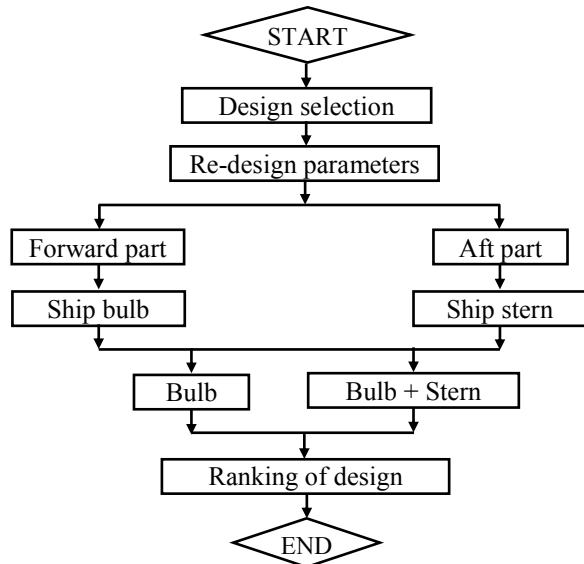 START
Design selection
Re-design parameters
Forward part
Aft part
Ship bulb
Ship stern
Bulb
Bulb + Stern
Ranking of design
END